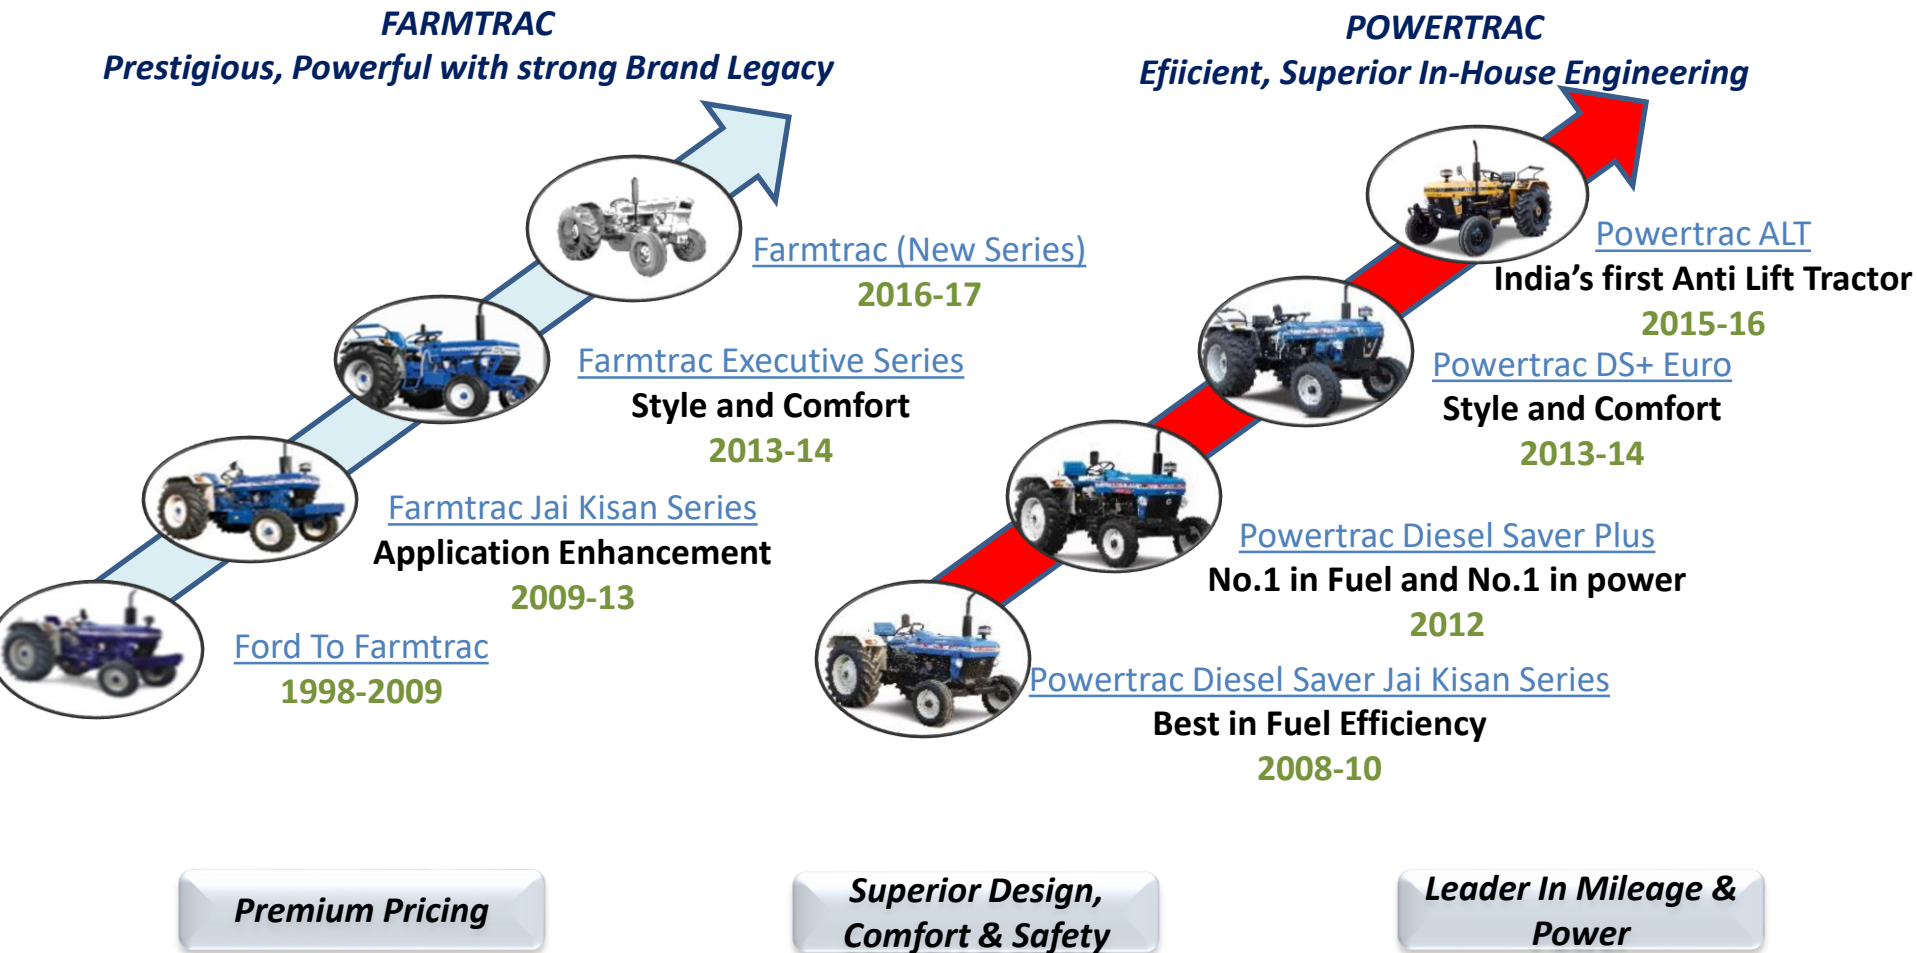 FARMTRAC
Prestigious, Powerful with strong Brand Legacy
Farmtrac (New Series)
2016-17
Farmtrac Executive Series
Style and Comfort
2013-14
Farmtrac Jai Kisan Series
Application Enhancement
2009-13
Ford To Farmtrac
1998-2009
POWERTRAC
Efiicient, Superior In-House Engineering
Powertrac ALT
India’s first Anti Lift Tractor
2015-16
Powertrac DS+ Euro
Style and Comfort
2013-14
Powertrac Diesel Saver Plus
No.1 in Fuel and No.1 in power
2012
Powertrac Diesel Saver Jai Kisan Series
Best in Fuel Efficiency
2008-10
Premium Pricing
Superior Design,
Comfort & Safety
Leader In Mileage &
Power